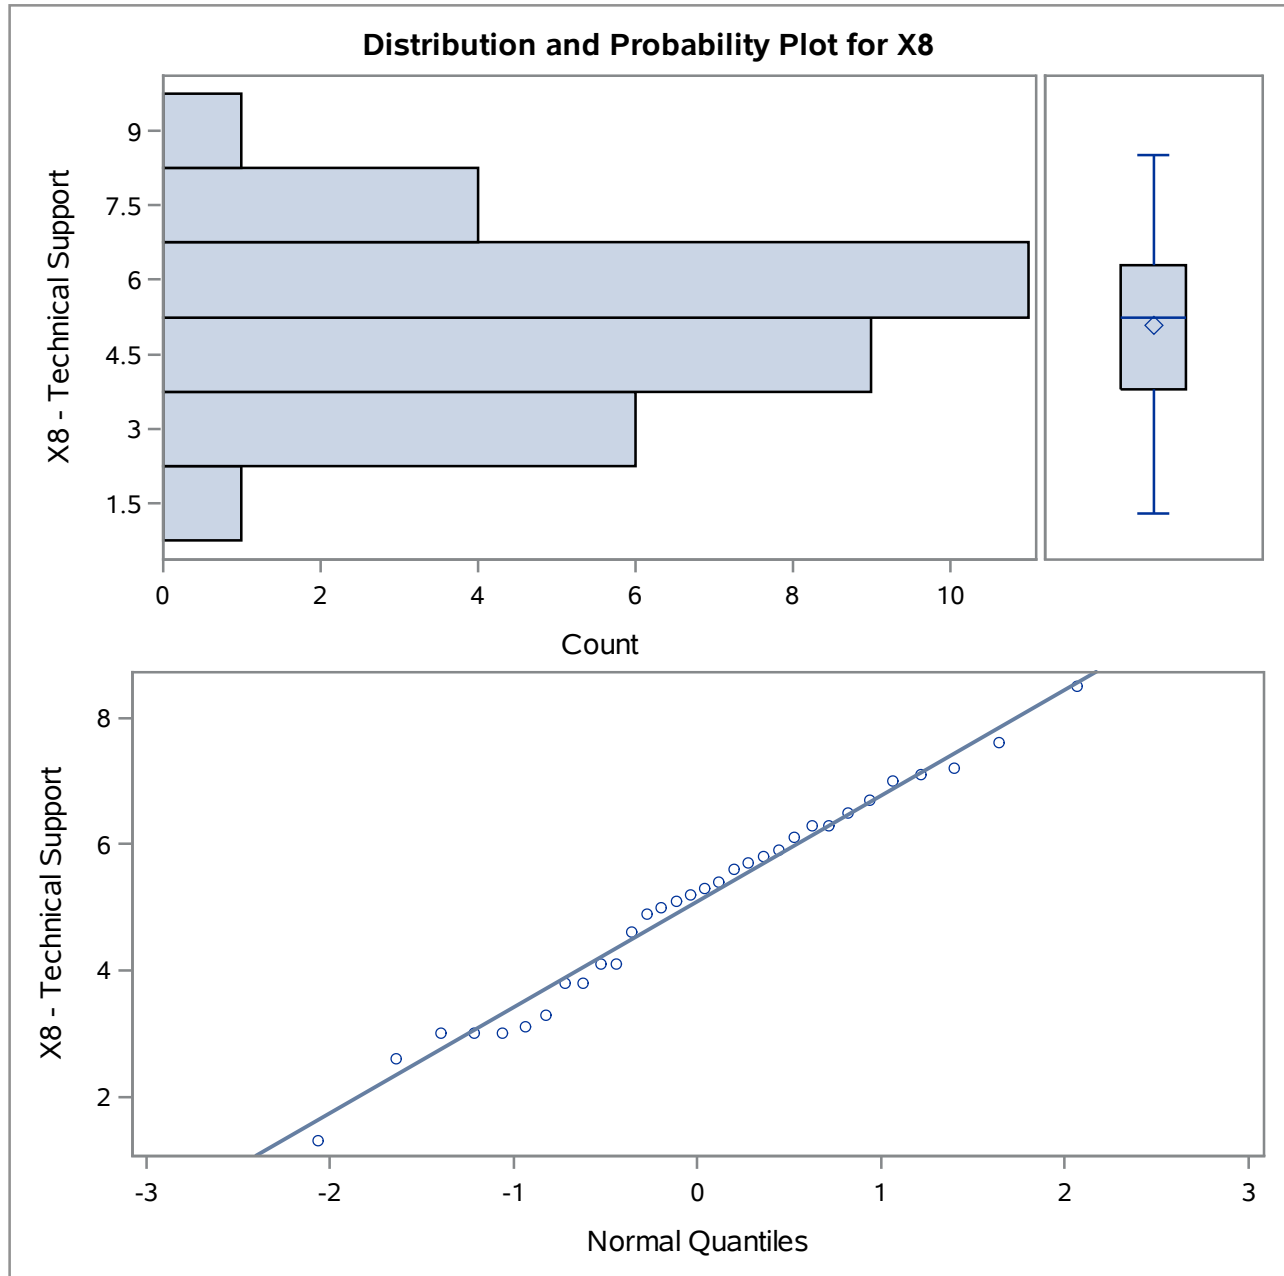 Distribution and Probability Plot for X8
X8 - Technical Support
9
7.5
6
4.5
3
1.5
0 2 4 6 8 10
Count
X8 - Technical Support
8
6
4
2
-3 -2 -1 0 1 2 3
Normal Quantiles